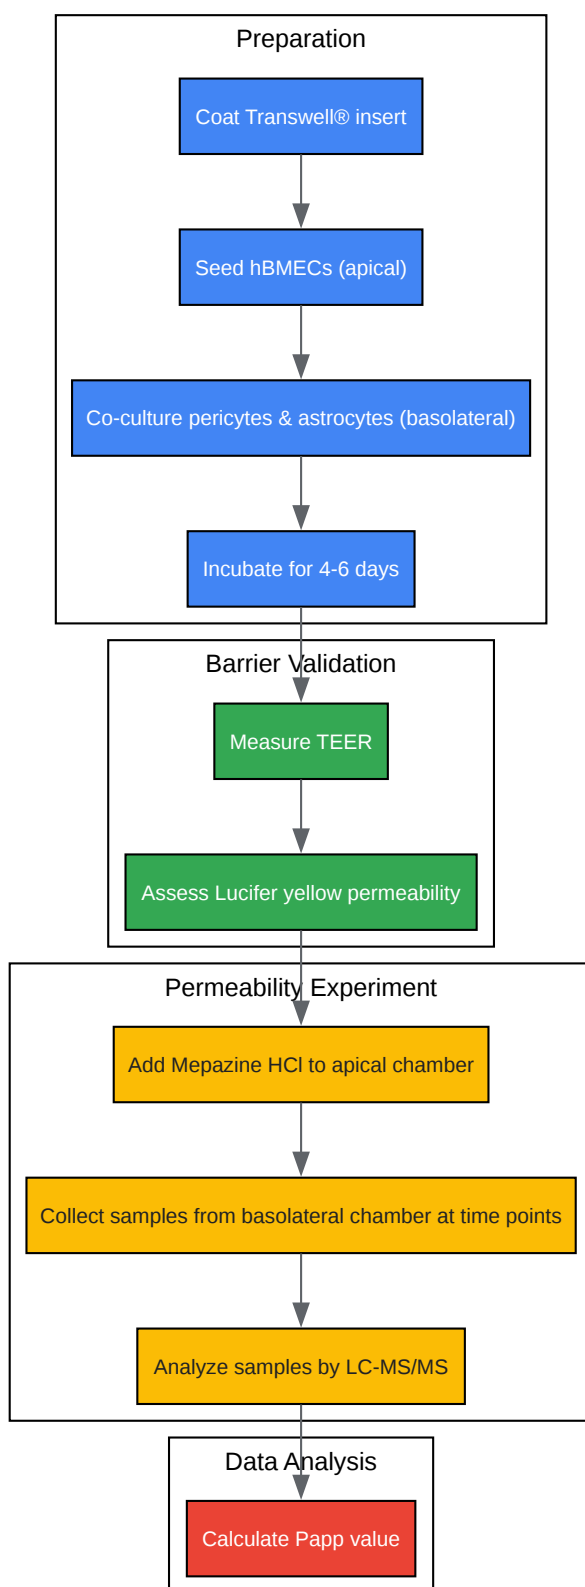 Preparation
Coat Transwell® insert
Seed hBMECs (apical)
Co-culture pericytes & astrocytes (basolateral)
Incubate for 4-6 days
Barrier Validation
Measure TEER
Assess Lucifer yellow permeability
Permeability Experiment
Add Mepazine HCl to apical chamber
Collect samples from basolateral chamber at time points
Analyze samples by LC-MS/MS
Data Analysis
Calculate Papp value